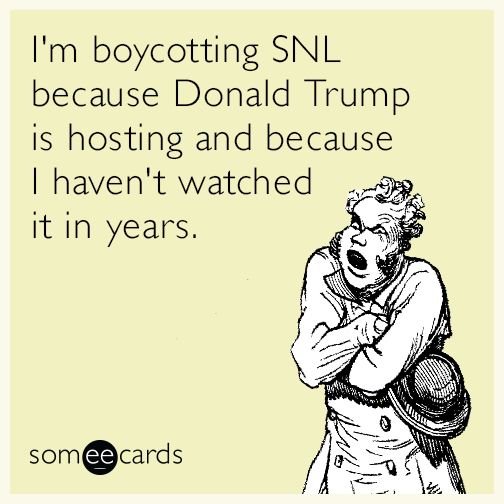 I'm boycotting SNL
because Donald Trump
is hosting and because
I haven't watched
it in years.
someecards